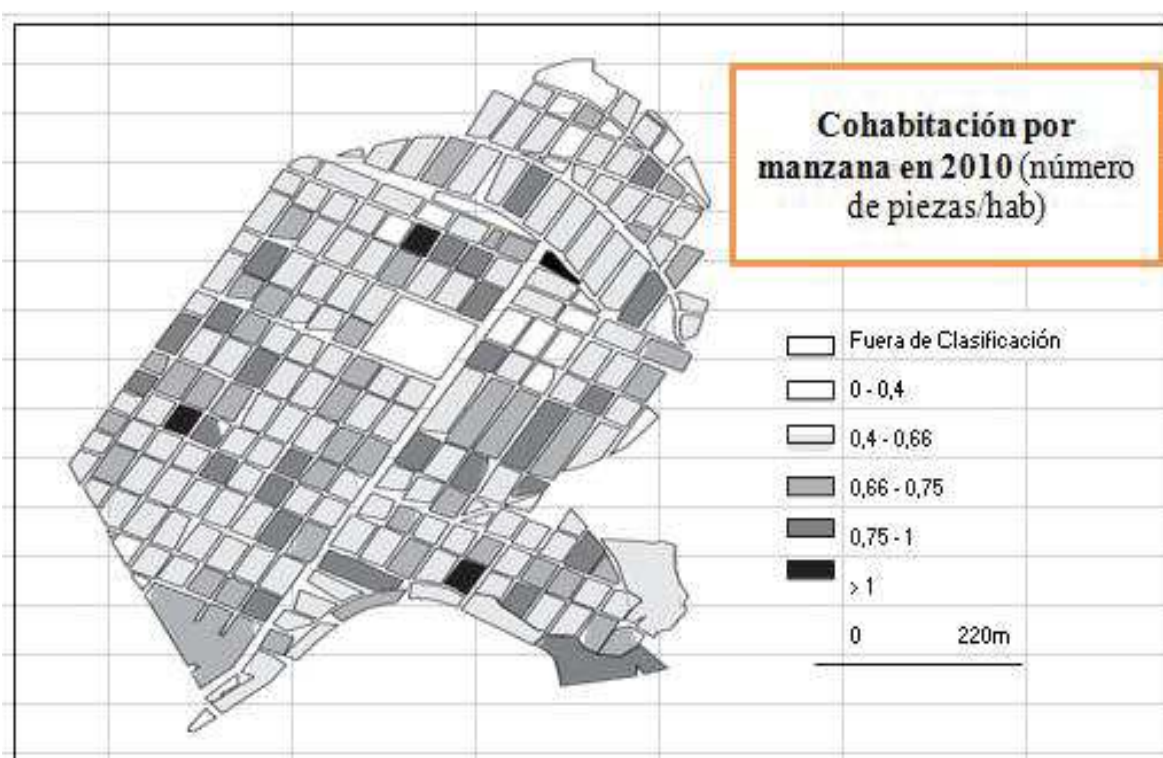 Cohabitación por
manzana en 2010 (número
de piezas/hab)
Fuera de Clasificación
0 - 0,4
0,4 - 0,66
0,66 - 0,75
0,75 - 1
> 1
0 220m